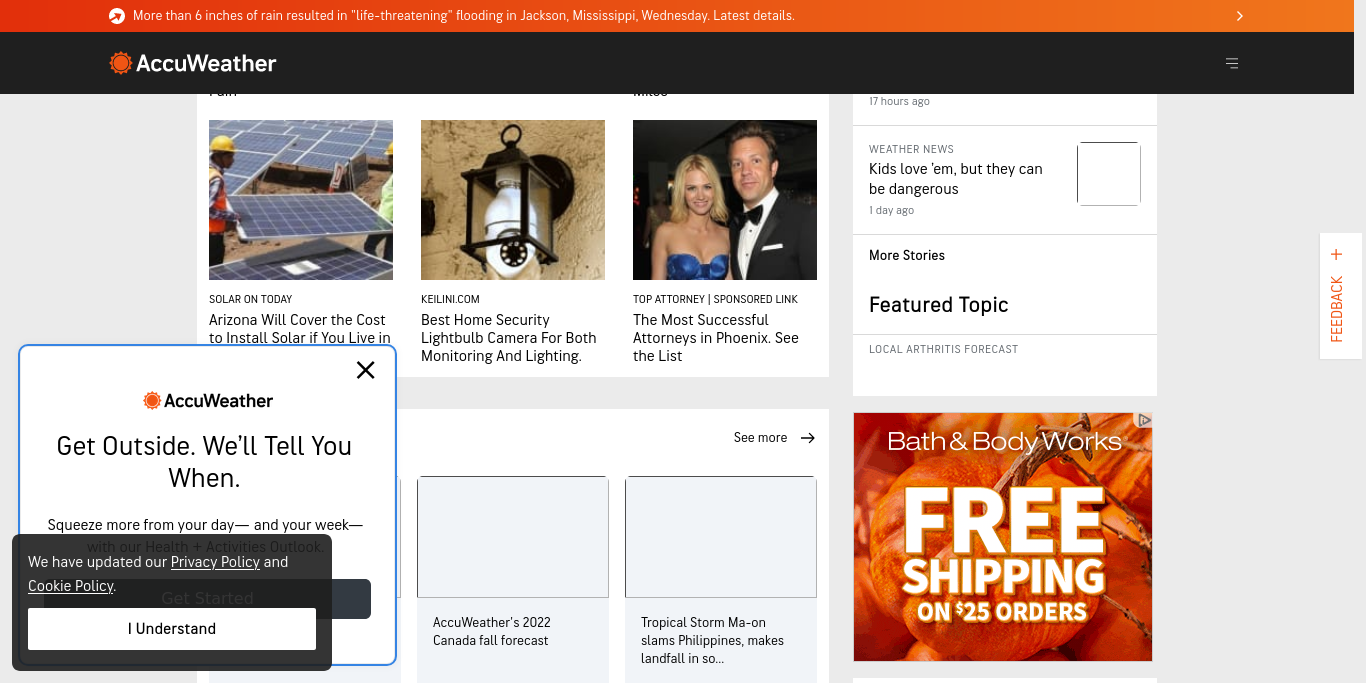 More than 6 inches of rain resulted in "life-threatening" flooding in Jackson, Mississippi, Wednesday. Latest details.
AccuWeather
17 hours ago
WEATHER NEWS
Kids love 'em, but they can
be dangerous
1 day ago
More Stories
Featured Topic
LOCAL ARTHRITIS FORECAST
SOLAR ON TODAY
Arizona Will Cover the Cost
to Install Solar if You Live in
KEILINI.COM
Best Home Security
Lightbulb Camera For Both
Monitoring And Lighting.
TOP ATTORNEY | SPONSORED LINK
The Most Successful
Attorneys in Phoenix. See
the List
FEEDBACK
See more
AccuWeather
Get Outside. We'll Tell You
When.
Squeeze more from your day— and your week—
with our Health + Activities Outlook.
Get Started
We have updated our Privacy Policy and
Cookie Policy.
I Understand
AccuWeather's 2022
Canada fall forecast
Tropical Storm Ma-on
slams Philippines, makes
landfall in so...
Bath & Body Works
FREE
SHIPPING
ON $25 ORDERS